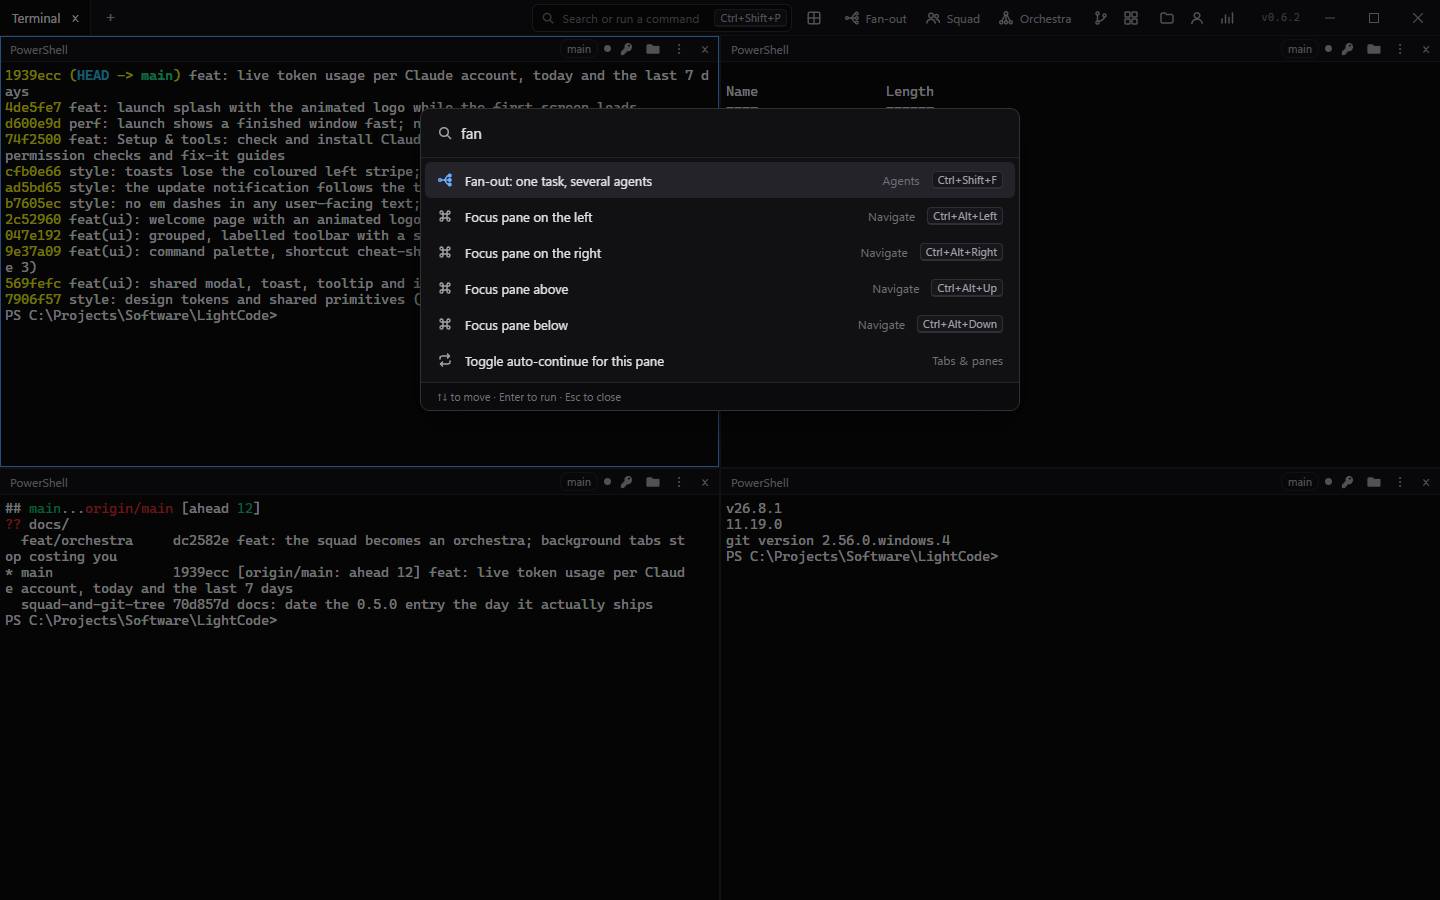 Terminal x +
Search or run a command Ctrl+Shift+P
Fan-out Squad Orchestra
v0.6.2
PowerShell main x
1939ecc (HEAD -> main) feat: live token usage per Claude account, today and the last 7 d
ays
4de5fe7 feat: launch splash with the animated logo while the first screen loads
d600e9d perf: launch shows a finished window fast; n
74f2500 feat: Setup & tools: check and install Claud
permission checks and fix-it guides
cfb0e66 style: toasts lose the coloured left stripe;
ad5bd65 style: the update notification follows the t
b7605ec style: no em dashes in any user-facing text;
2c52960 feat(ui): welcome page with an animated logo
047e192 feat(ui): grouped, labelled toolbar with a s
9e37a09 feat(ui): command palette, shortcut cheat-sh
e 3)
569fefc feat(ui): shared modal, toast, tooltip and i
7906f57 style: design tokens and shared primitives (
PS C:\Projects\Software\LightCode>
PowerShell main x
Name Length
fan
Fan-out: one task, several agents Agents Ctrl+Shift+F
Focus pane on the left Navigate Ctrl+Alt+Left
Focus pane on the right Navigate Ctrl+Alt+Right
Focus pane above Navigate Ctrl+Alt+Up
Focus pane below Navigate Ctrl+Alt+Down
Toggle auto-continue for this pane Tabs & panes
↑↓ to move · Enter to run · Esc to close
PowerShell main x
## main...origin/main [ahead 12]
?? docs/
feat/orchestra dc2582e feat: the squad becomes an orchestra; background tabs st
op costing you
* main 1939ecc [origin/main: ahead 12] feat: live token usage per Claud
e account, today and the last 7 days
squad-and-git-tree 70d857d docs: date the 0.5.0 entry the day it actually ships
PS C:\Projects\Software\LightCode>
PowerShell main x
v26.8.1
11.19.0
git version 2.56.0.windows.4
PS C:\Projects\Software\LightCode>